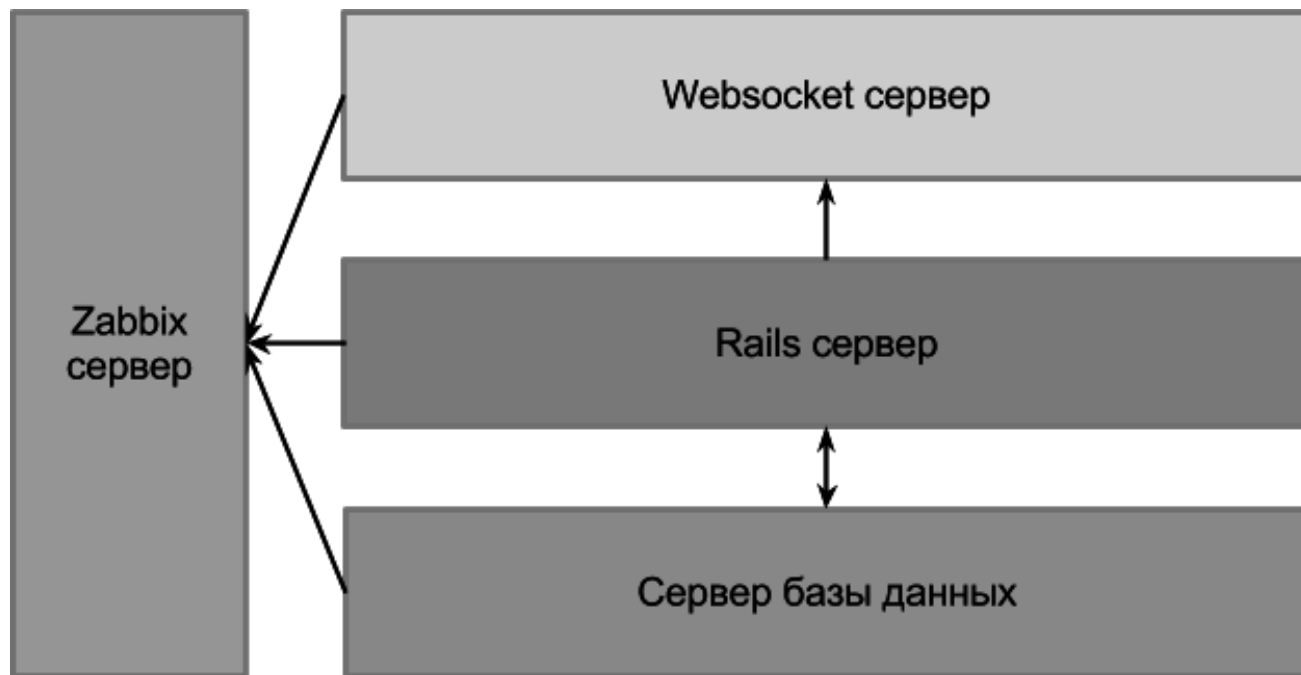 Websocket сервер
Zabbix
сервер
Rails сервер
Сервер базы данных